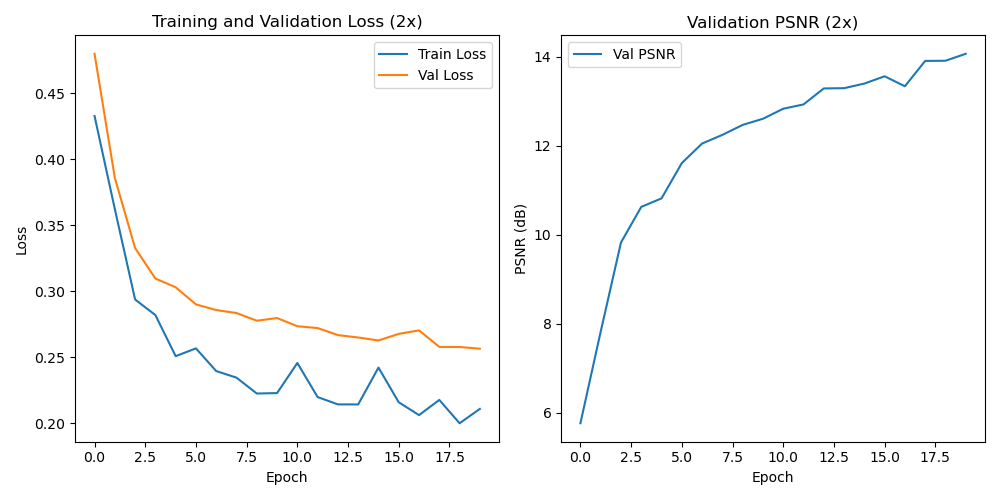 Training and Validation Loss (2x)
Train Loss
Val Loss
0.45
0.40
0.35
0.30
0.25
0.20
Loss
0.0 2.5 5.0 7.5 10.0 12.5 15.0 17.5
Epoch
Validation PSNR (2x)
Val PSNR
14
12
10
8
6
PSNR (dB)
0.0 2.5 5.0 7.5 10.0 12.5 15.0 17.5
Epoch